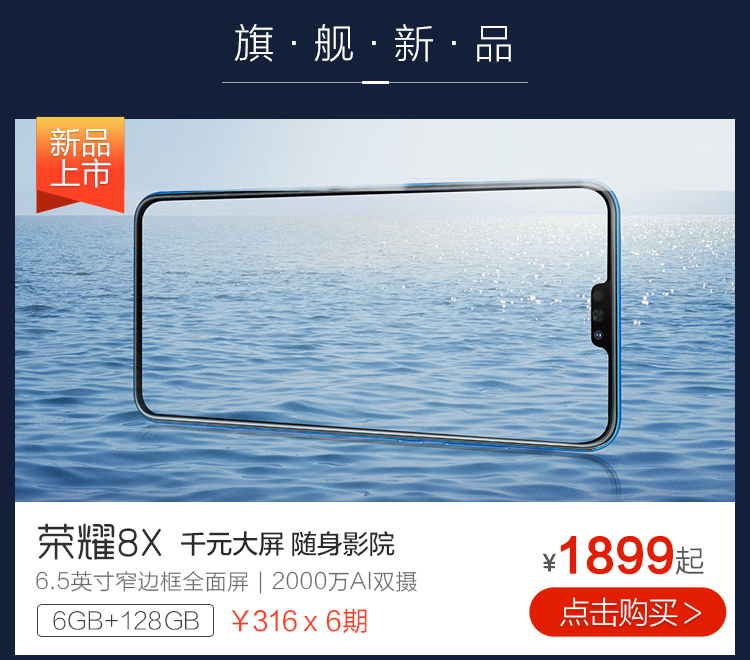 旗·舰·新·品
新品
上市
荣耀8X 千元大屏 随身影院
6.5英寸窄边框全面屏 | 2000万AI双摄
6GB+128GB ￥316 x 6期
¥1899起
点击购买 >